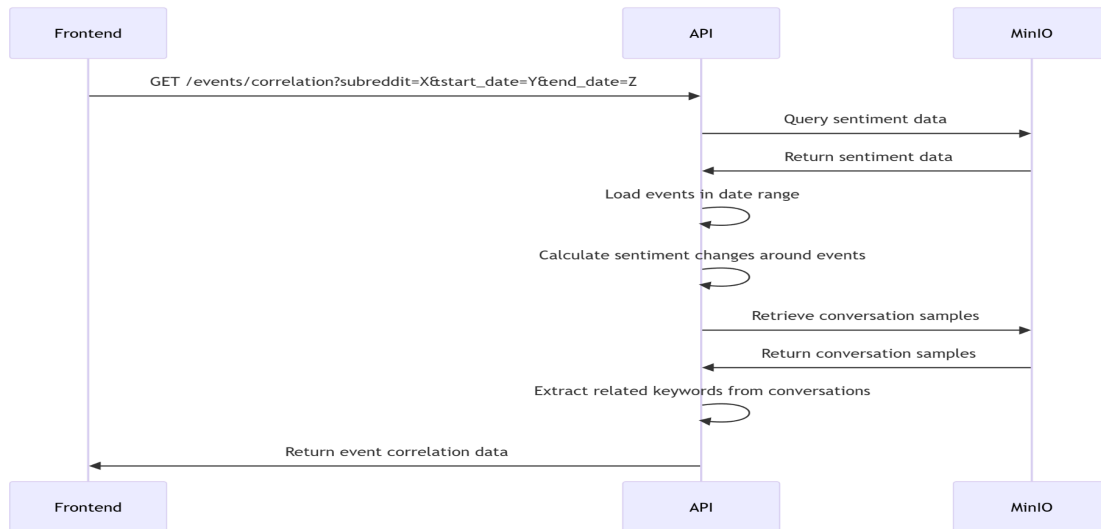 Frontend API MinIO
GET /events/correlation?subreddit=X&start_date=Y&end_date=Z
Query sentiment data
Return sentiment data
Load events in date range
Calculate sentiment changes around events
Retrieve conversation samples
Return conversation samples
Extract related keywords from conversations
Return event correlation data
Frontend API MinIO